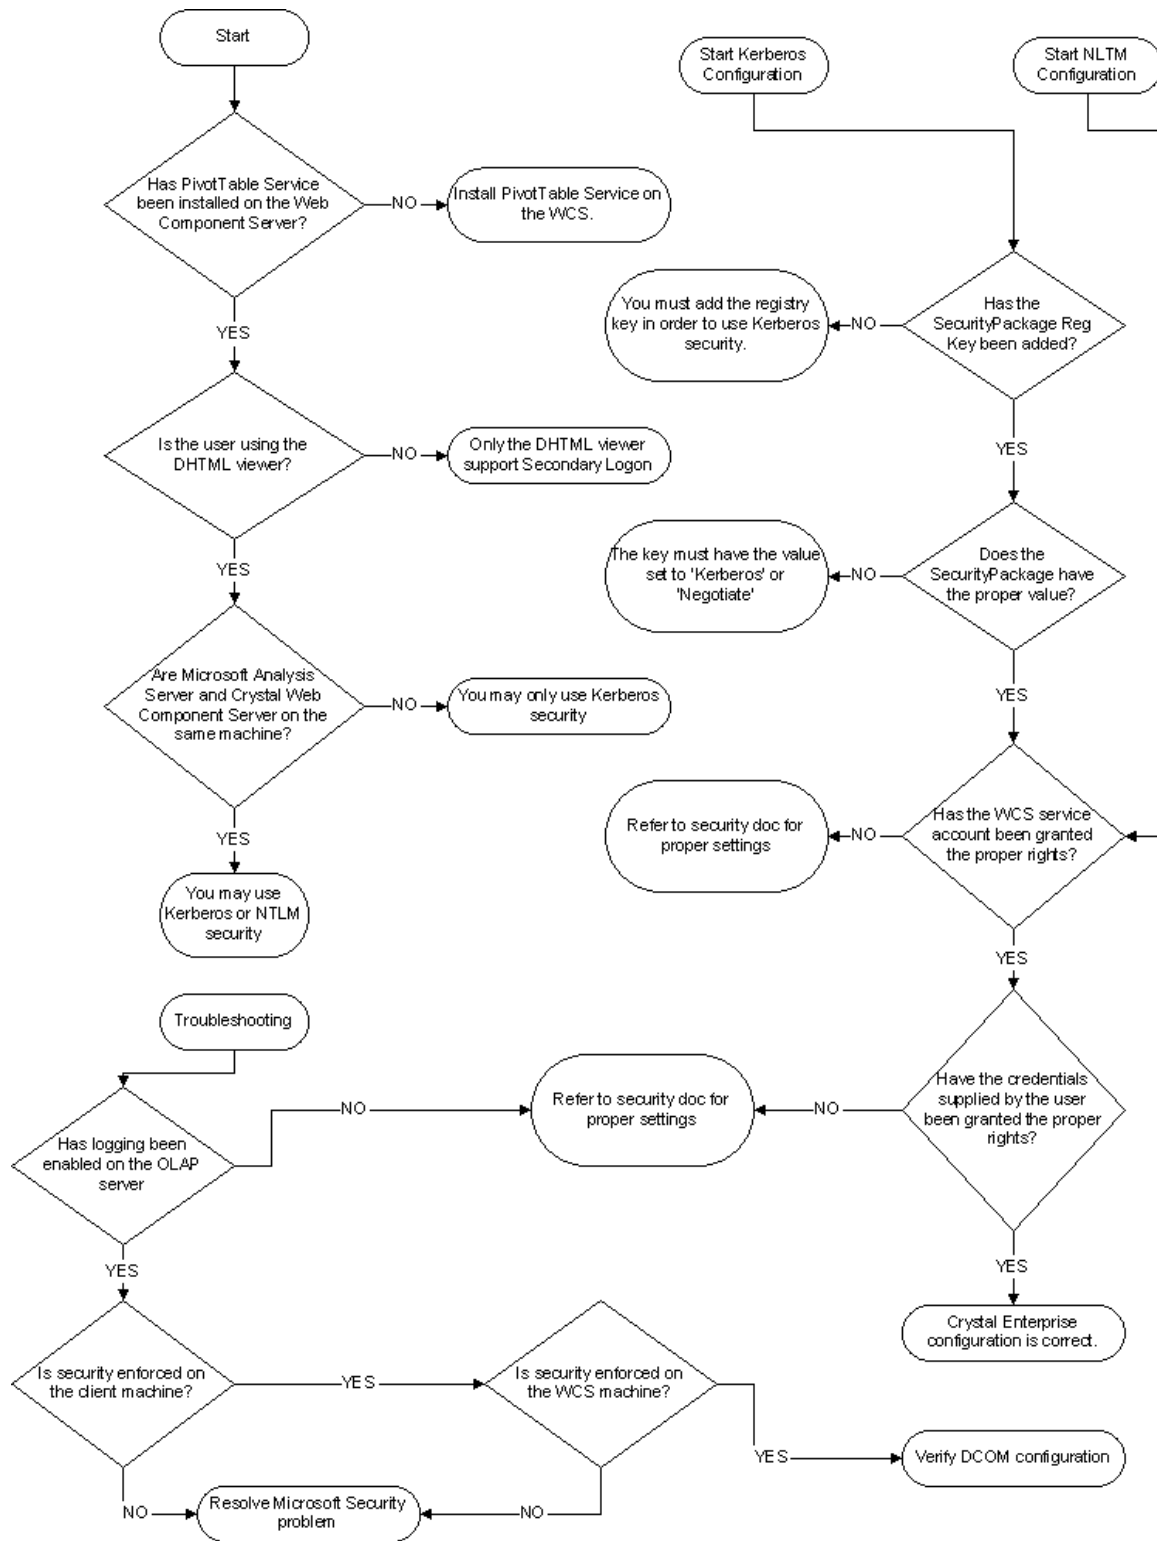 Start
Has PivotTable Service
been installed on the Web
Component Server?
NO
Install PivotTable Service on
the WCS.
YES
Is the user using the
DHTML viewer?
NO
Only the DHTML viewer
support Secondary Logon
YES
Are Microsoft Analysis
Server and Crystal Web
Component Server on the
same machine?
NO
You may only use Kerberos
security
YES
You may use
Kerberos or NTLM
security
Start Kerberos
Configuration
Start NLTM
Configuration
Has the
SecurityPackage Reg
Key been added?
NO
You must add the registry
key in order to use Kerberos
security.
YES
Does the
SecurityPackage have
the proper value?
NO
The key must have the value
set to 'Kerberos' or
'Negotiate'
YES
Has the WCS service
account been granted
the proper rights?
NO
Refer to security doc for
proper settings
YES
Have the credentials
supplied by the user
been granted the proper
rights?
NO
Refer to security doc for
proper settings
YES
Crystal Enterprise
configuration is correct.
Troubleshooting
Has logging been
enabled on the OLAP
server
NO
YES
Is security enforced on
the client machine?
YES
Is security enforced on
the WCS machine?
YES
Verify DCOM configuration
NO
Resolve Microsoft Security
problem
NO